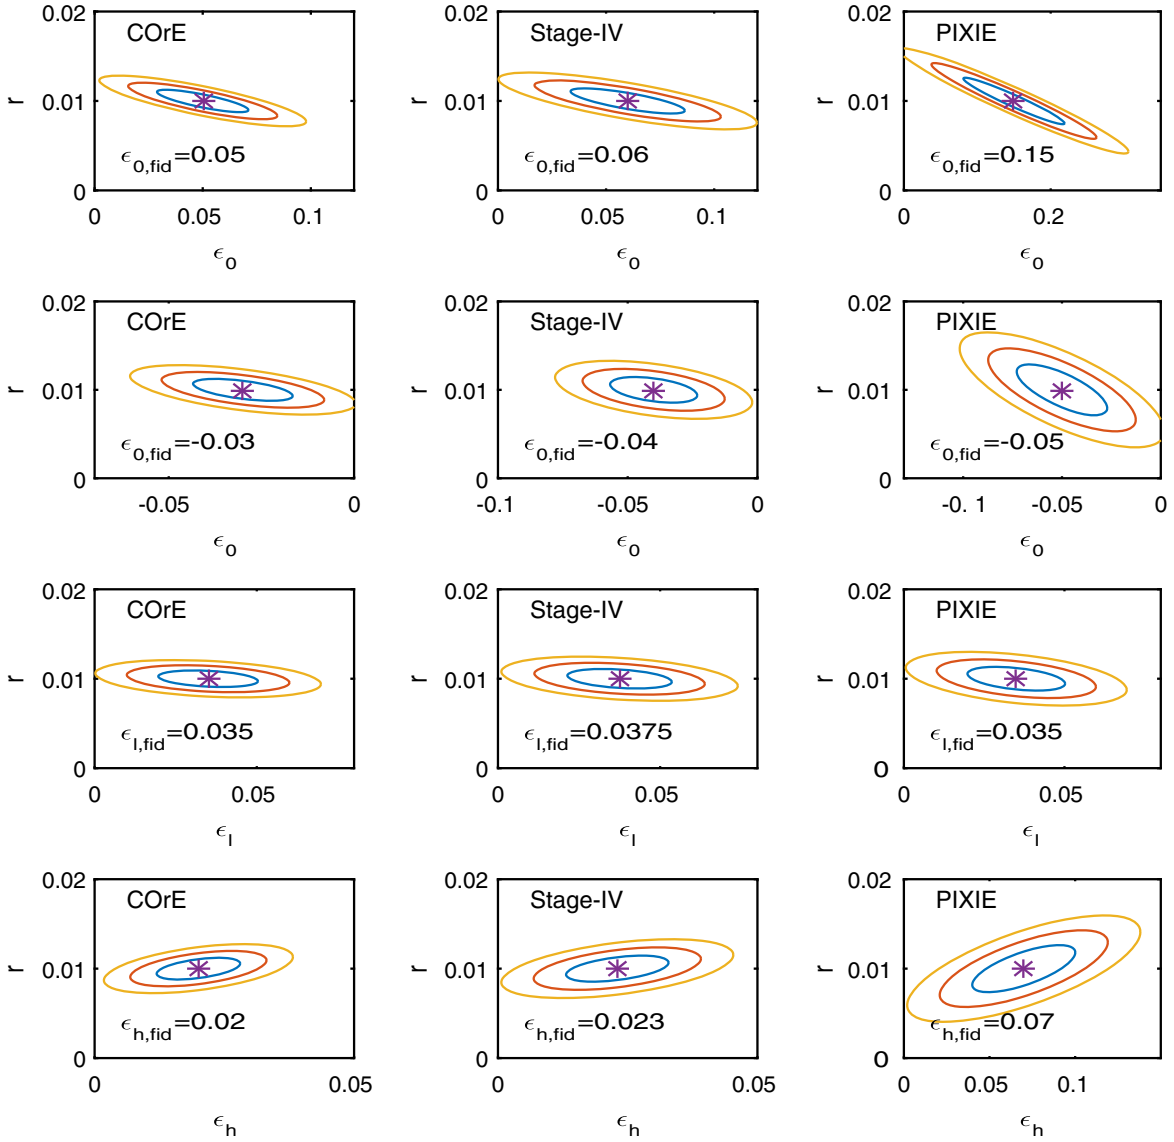 COrE
r
0.01
0
ϵ0,fid=0.05
0 0.05 0.1
ϵ0
Stage-IV
r
0.01
0
ϵ0,fid=0.06
0 0.05 0.1
ϵ0
PIXIE
r
0.01
0
ϵ0,fid=0.15
0 0.2
ϵ0
COrE
0.02
r
0.01
0
ϵ0,fid=-0.03
-0.05 0
ϵ0
Stage-IV
0.02
r
0.01
0
ϵ0,fid=-0.04
-0.1 -0.05 0
ϵ0
PIXIE
0.02
r
0.01
0
ϵ0,fid=-0.05
-0.1 -0.05 0
ϵ0
COrE
0.02
r
0.01
0
ϵl,fid=0.035
0 0.05
ϵl
Stage-IV
0.02
r
0.01
0
ϵl,fid=0.0375
0 0.05
ϵl
PIXIE
0.02
r
0.01
0
ϵl,fid=0.035
0 0.05
ϵl
COrE
0.02
r
0.01
0
ϵh,fid=0.02
0 0.05
ϵh
Stage-IV
0.02
r
0.01
0
ϵh,fid=0.023
0 0.05
ϵh
PIXIE
0.02
r
0.01
0
ϵh,fid=0.07
0 0.05 0.1
ϵh